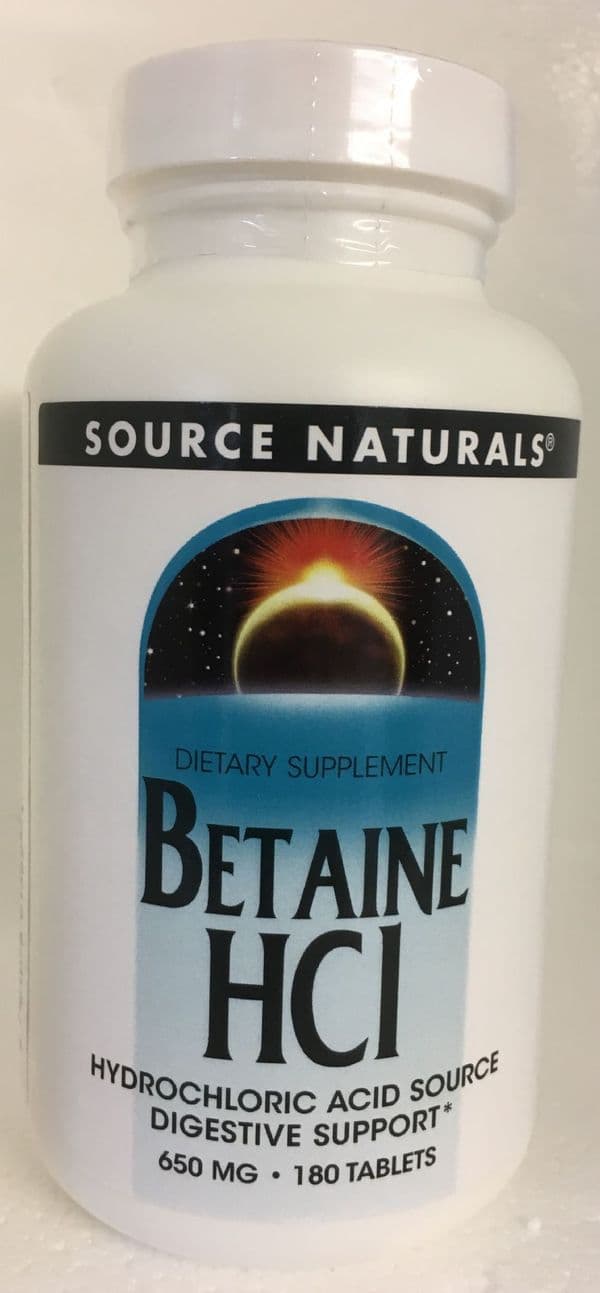 SOURCE NATURALS®
DIETARY SUPPLEMENT
BETAINE
HCl
HYDROCHLORIC ACID SOURCE
DIGESTIVE SUPPORT*
650 MG • 180 TABLETS